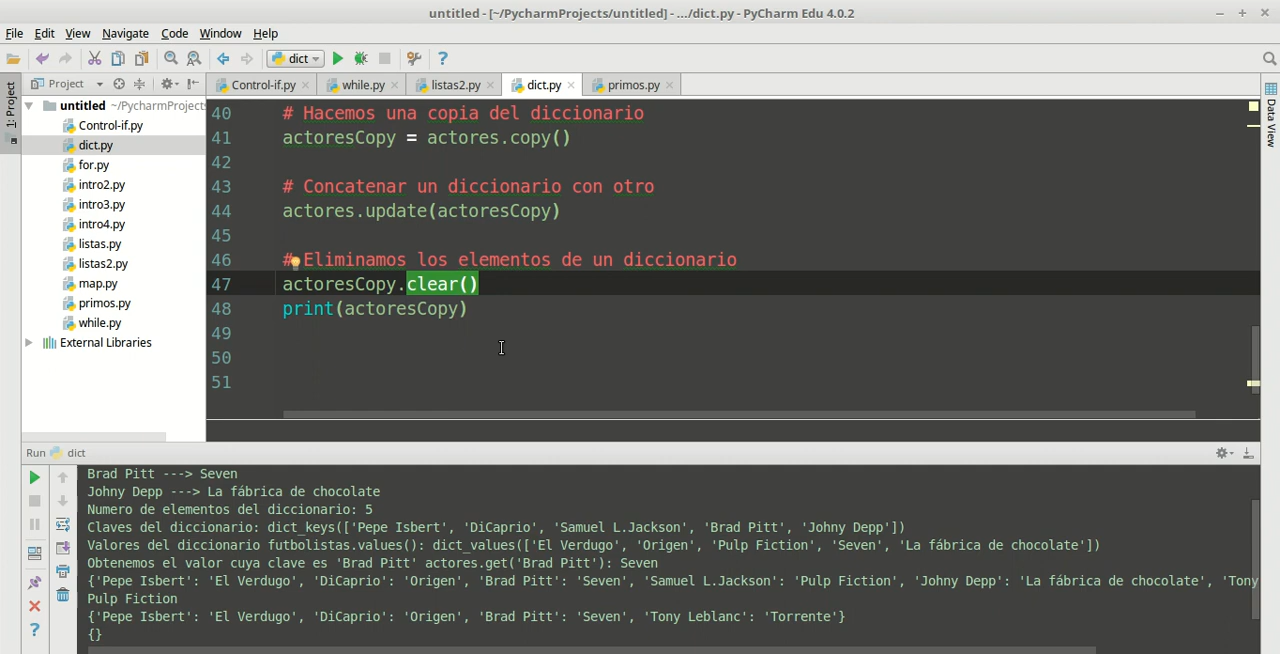 untitled - [~/PycharmProjects/untitled] - .../dict.py - PyCharm Edu 4.0.2
File Edit View Navigate Code Window Help
dict
Project
Control-if.py while.py listas2.py dict.py primos.py
1: Project
Data View
untitled ~/PycharmProjects
Control-if.py
dict.py
for.py
intro2.py
intro3.py
intro4.py
listas.py
listas2.py
map.py
primos.py
while.py
External Libraries
40 # Hacemos una copia del diccionario
41 actoresCopy = actores.copy()
42
43 # Concatenar un diccionario con otro
44 actores.update(actoresCopy)
45
46 # Eliminamos los elementos de un diccionario
47 actoresCopy.clear()
48 print(actoresCopy)
49
50
51
Run dict
Brad Pitt ---> Seven
Johny Depp ---> La fábrica de chocolate
Numero de elementos del diccionario: 5
Claves del diccionario: dict_keys(['Pepe Isbert', 'DiCaprio', 'Samuel L.Jackson', 'Brad Pitt', 'Johny Depp'])
Valores del diccionario futbolistas.values(): dict_values(['El Verdugo', 'Origen', 'Pulp Fiction', 'Seven', 'La fábrica de chocolate'])
Obtenemos el valor cuya clave es 'Brad Pitt' actores.get('Brad Pitt'): Seven
{'Pepe Isbert': 'El Verdugo', 'DiCaprio': 'Origen', 'Brad Pitt': 'Seven', 'Samuel L.Jackson': 'Pulp Fiction', 'Johny Depp': 'La fábrica de chocolate', 'Tony
Pulp Fiction
{'Pepe Isbert': 'El Verdugo', 'DiCaprio': 'Origen', 'Brad Pitt': 'Seven', 'Tony Leblanc': 'Torrente'}
{}